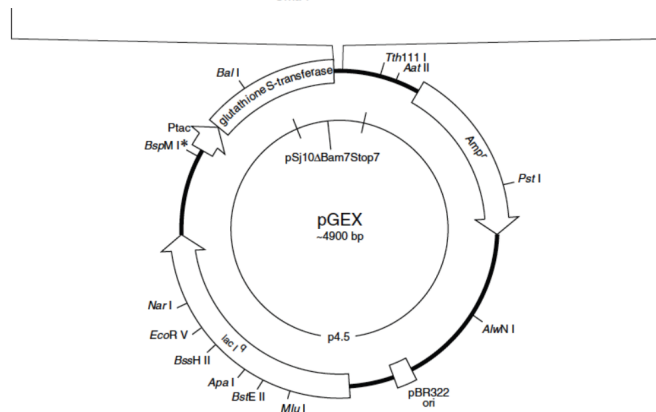 Tth111 I
Aat II
Bal I
glutathione S-transferase
Ptac
BspM I*
Ampr
pSj10ΔBam7Stop7
Pst I
pGEX
~4900 bp
Nar I
EcoR V
BssH II
Apa I
BstE II
Mlu I
lac Iq
p4.5
AlwN I
pBR322
ori